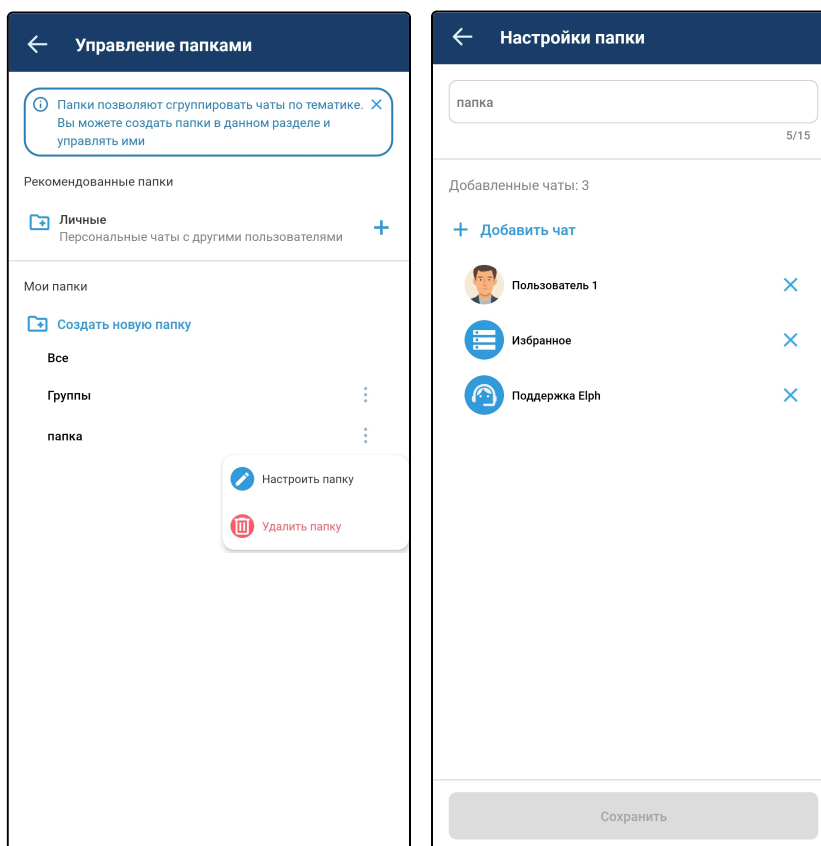 Управление папками
Папки позволяют сгруппировать чаты по тематике.
Вы можете создать папки в данном разделе и
управлять ими
Рекомендованные папки
Личные
Персональные чаты с другими пользователями
Мои папки
Создать новую папку
Все
Группы
папка
Настроить папку
Удалить папку
Настройки папки
папка
5/15
Добавленные чаты: 3
Добавить чат
Пользователь 1
Избранное
Поддержка Elph
Сохранить